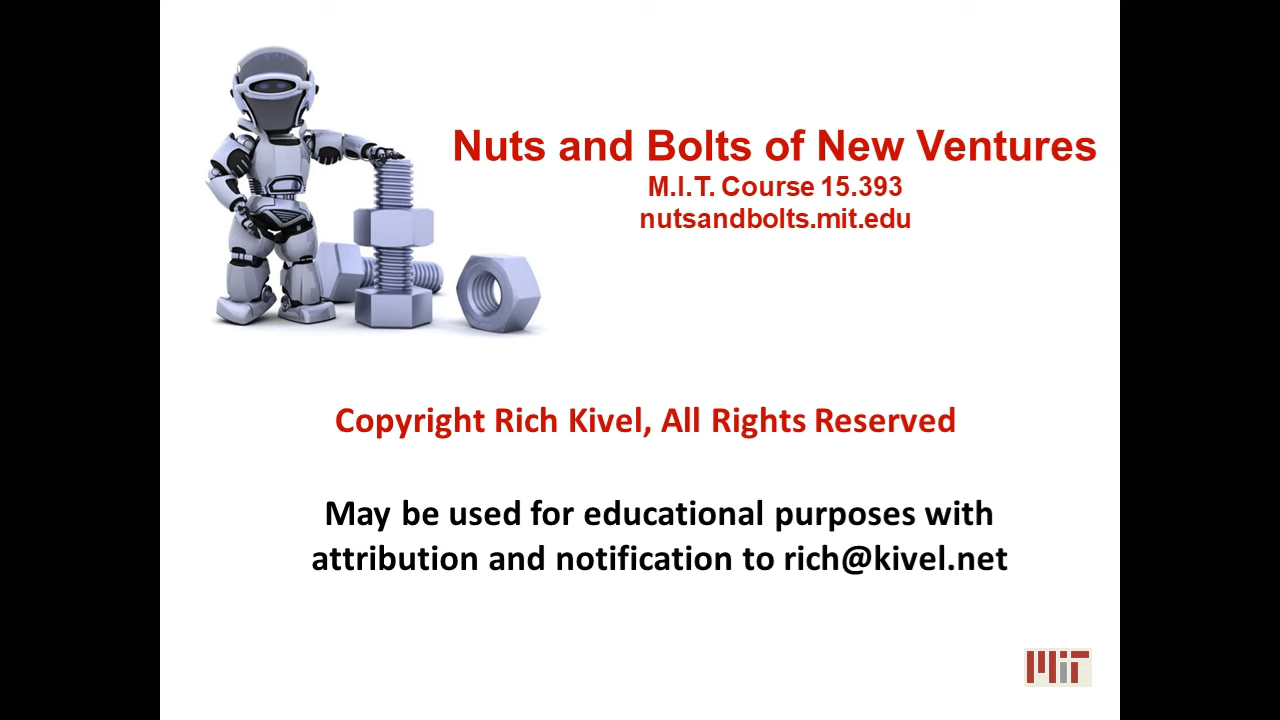 Nuts and Bolts of New Ventures
M.I.T. Course 15.393
nutsandbolts.mit.edu
Copyright Rich Kivel, All Rights Reserved
May be used for educational purposes with
attribution and notification to rich@kivel.net
MIT